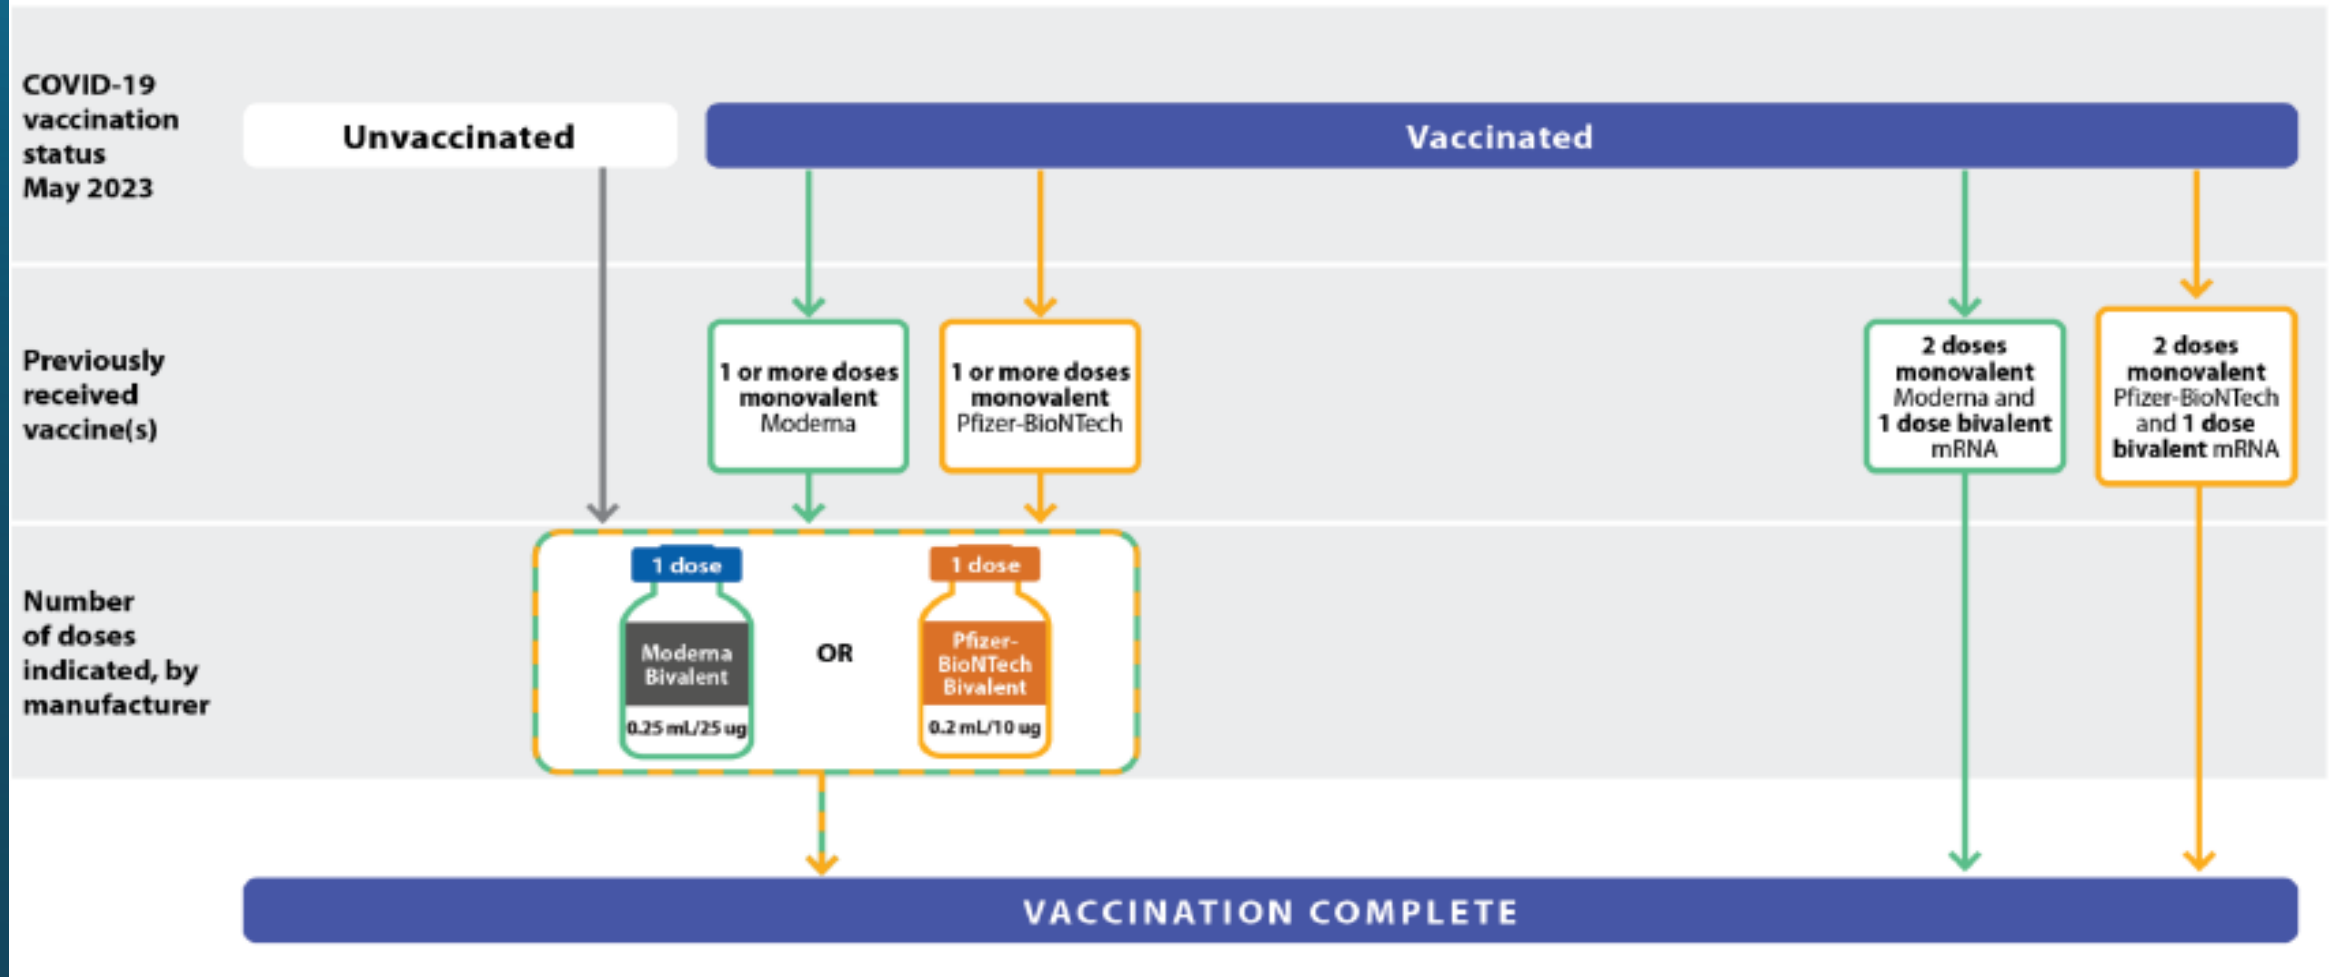 COVID-19
vaccination
status
May 2023
Unvaccinated
Vaccinated
Previously
received
vaccine(s)
1 or more doses
monovalent
Moderna
1 or more doses
monovalent
Pfizer-BioNTech
2 doses
monovalent
Moderna and
1 dose bivalent
mRNA
2 doses
monovalent
Pfizer-BioNTech
and 1 dose
bivalent mRNA
Number
of doses
indicated, by
manufacturer
1 dose
Moderna
Bivalent
0.25 mL/25 ug
OR
1 dose
Pfizer-
BioNTech
Bivalent
0.2 mL/10 ug
VACCINATION COMPLETE